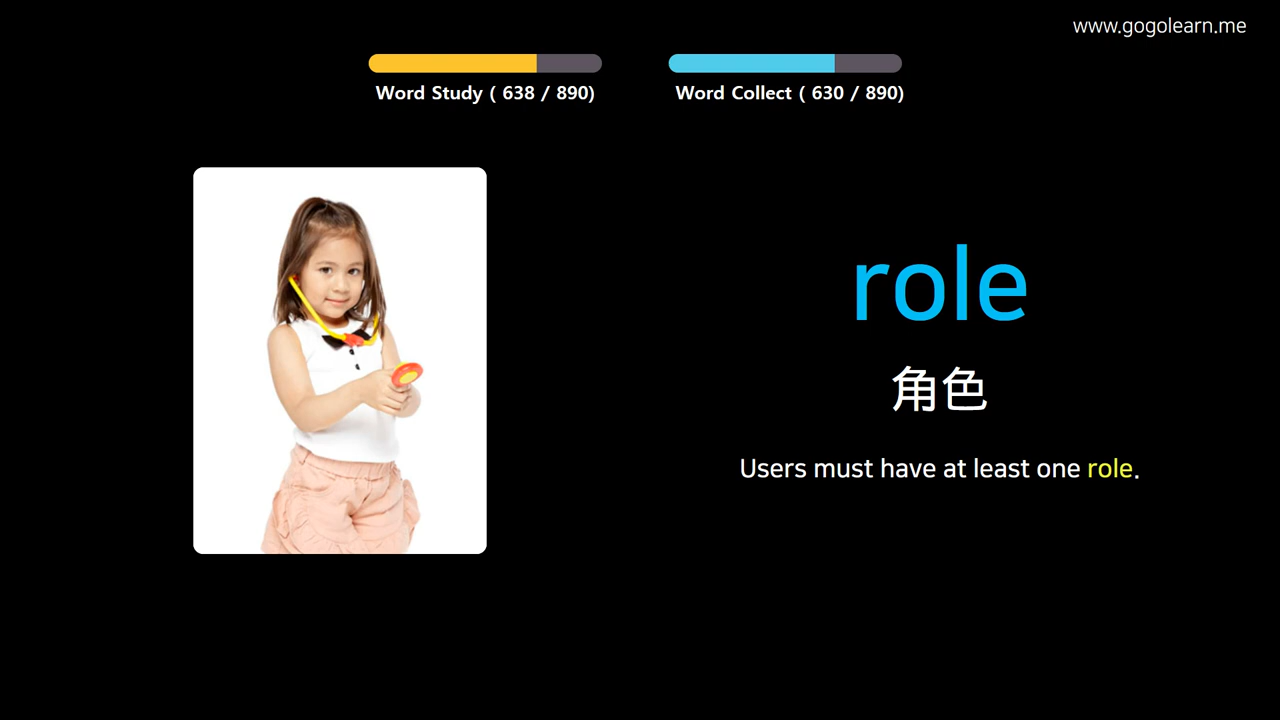 www.gogolearn.me
Word Study ( 638 / 890)
Word Collect ( 630 / 890)
role
角色
Users must have at least one role.